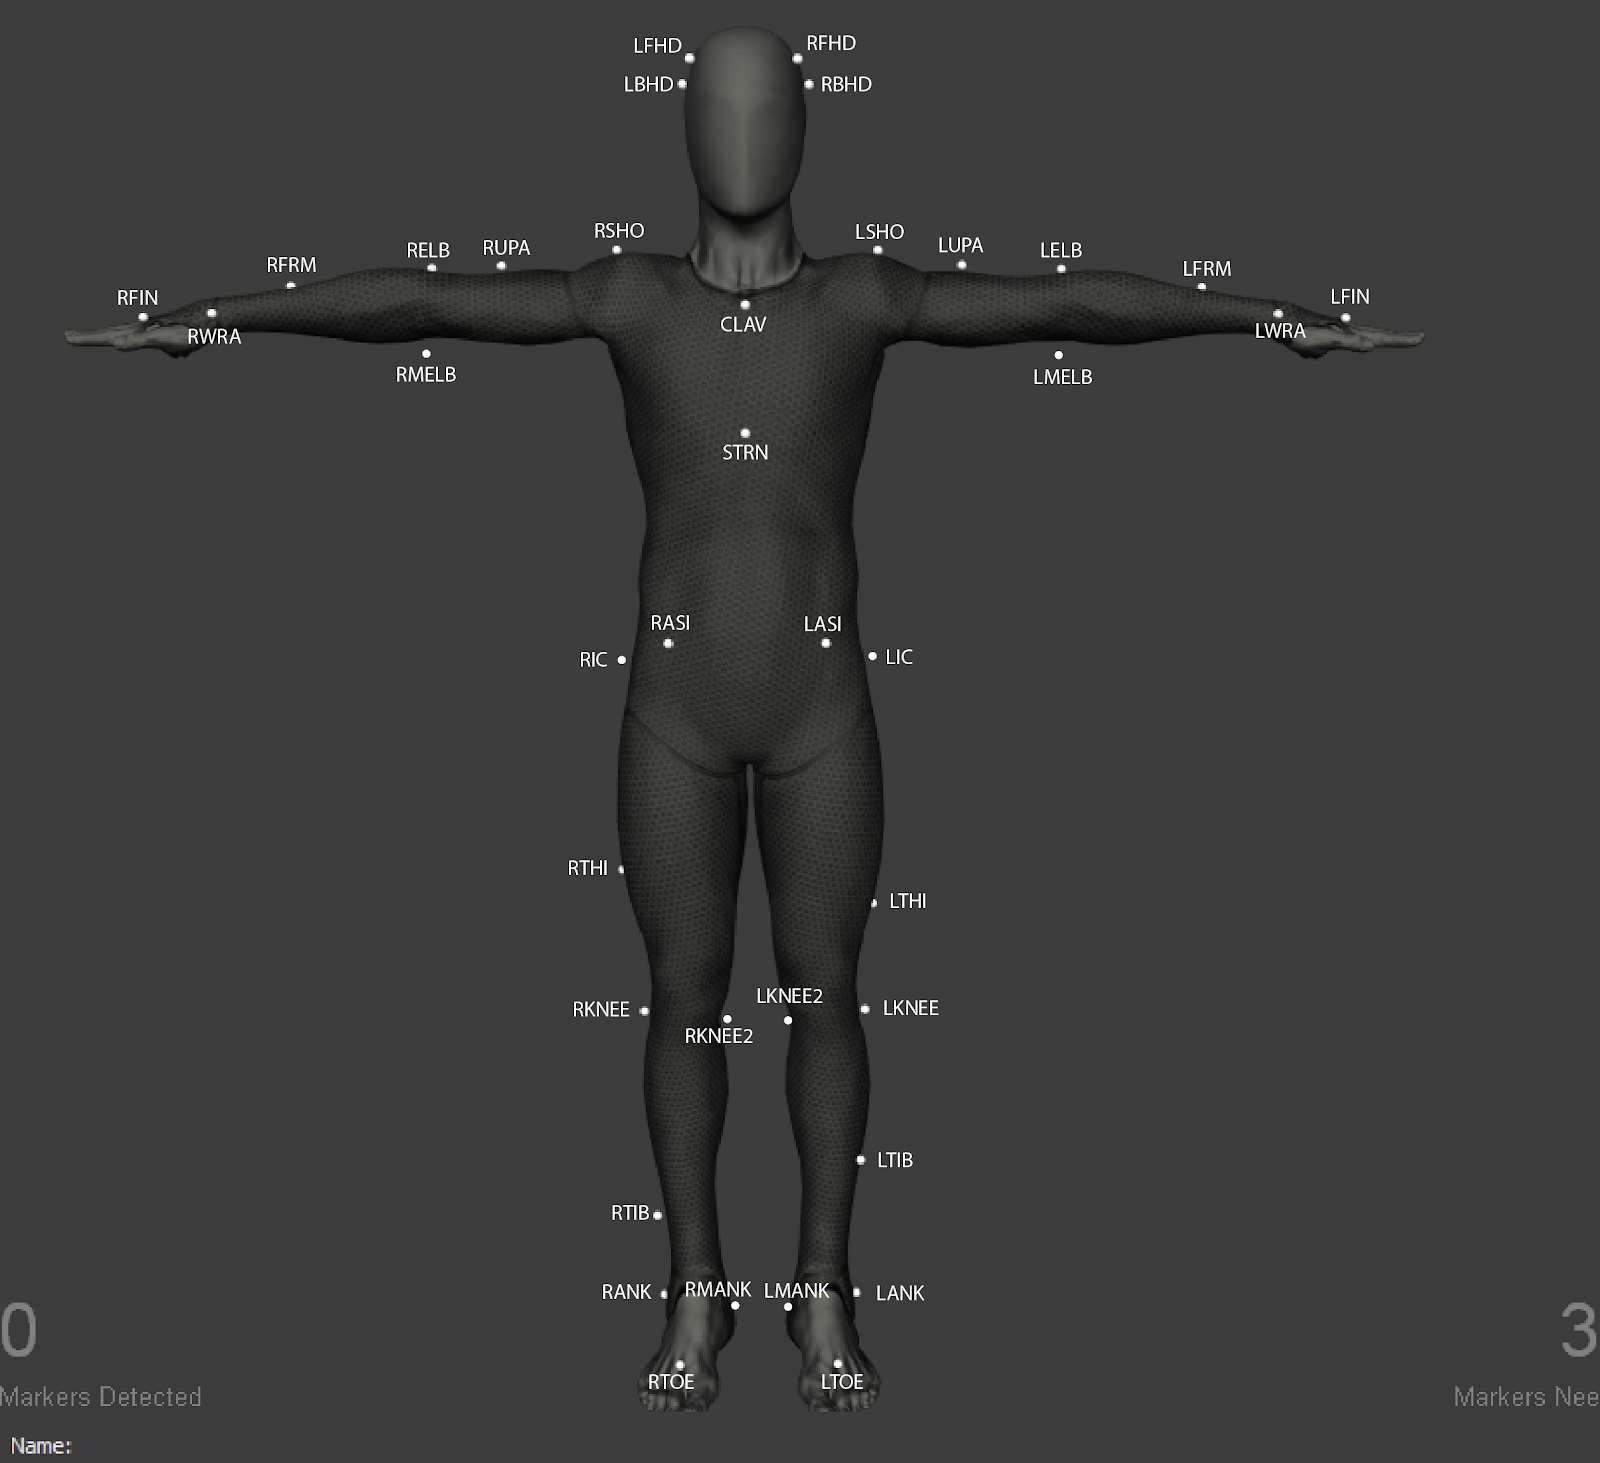 LFHD
RFHD
LBHD
RBHD
RSHO
LSHO
RELB
RUPA
LUPA
LELB
RFRM
LFRM
RFIN
LFIN
RWRA
CLAV
LWRA
RMELB
LMELB
STRN
RASI
LASI
RIC
LIC
RTHI
LTHI
LKNEE2
RKNEE
LKNEE
RKNEE2
LTIB
RTIB
RANK
RMANK
LMANK
LANK
0
3
RTOE
LTOE
Markers Detected
Markers Nee
Name: